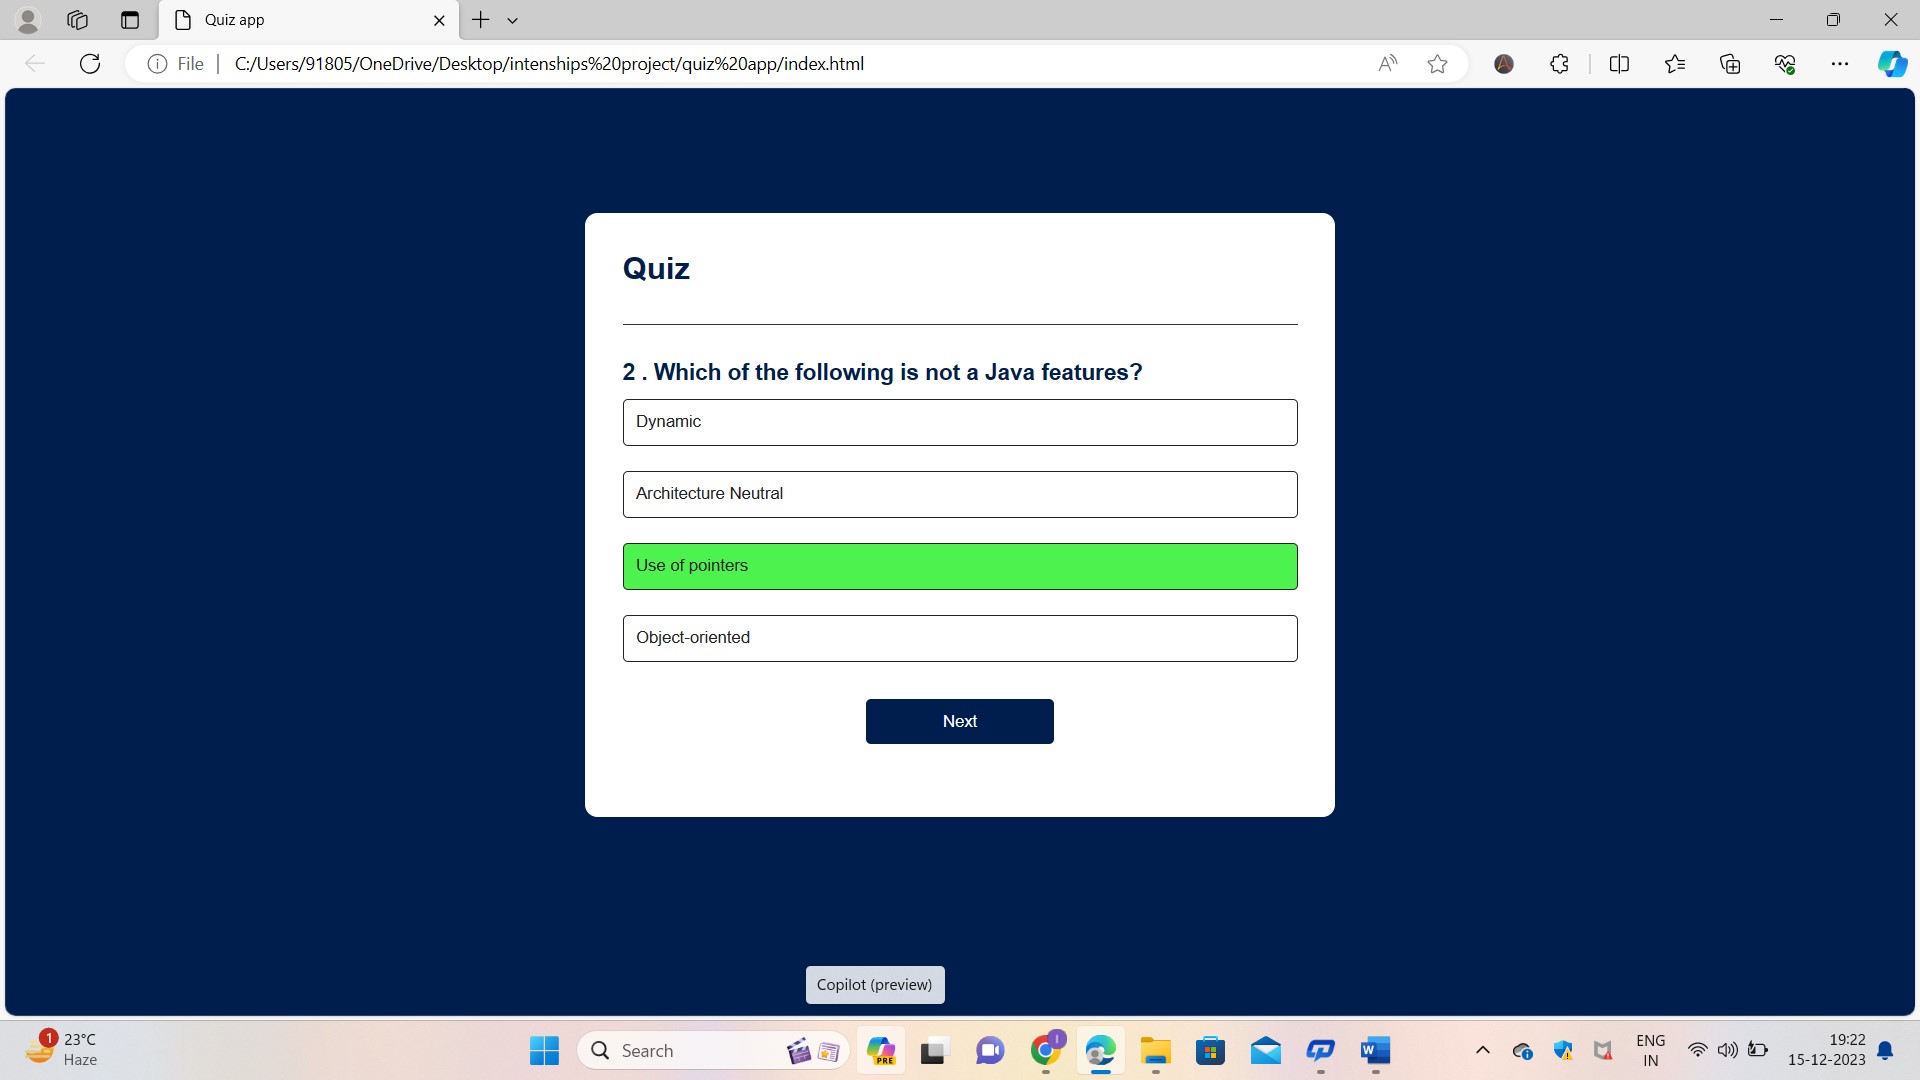 Quiz app
File
C:/Users/91805/OneDrive/Desktop/intenships%20project/quiz%20app/index.html
Quiz
2 . Which of the following is not a Java features?
Dynamic
Architecture Neutral
Use of pointers
Object-oriented
Next
Copilot (preview)
1
23°C
Haze
Search
PRE
I
W
ENG
IN
19:22
15-12-2023